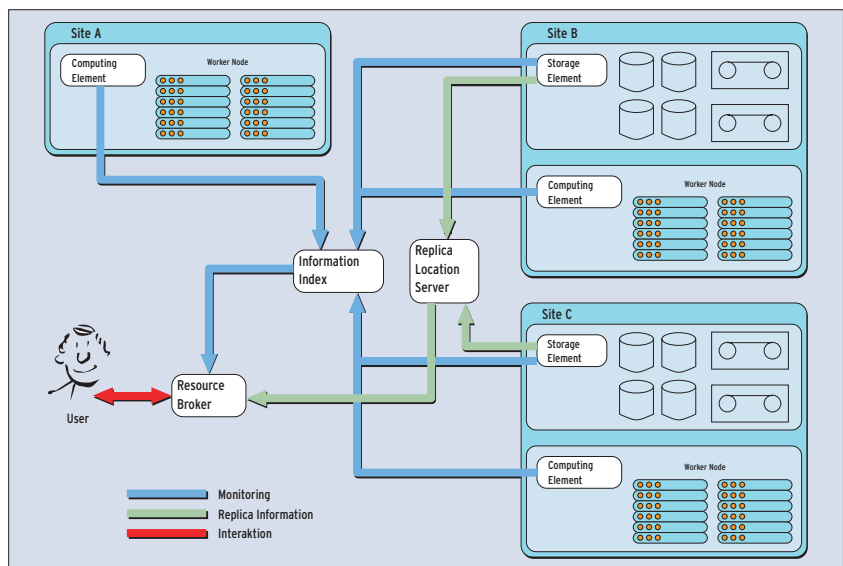 Site A
Computing
Element
Worker Node
Site B
Storage
Element
Computing
Element
Worker Node
Information
Index
Replica
Location
Server
Site C
Storage
Element
Computing
Element
Worker Node
User
Resource
Broker
Monitoring
Replica Information
Interaktion